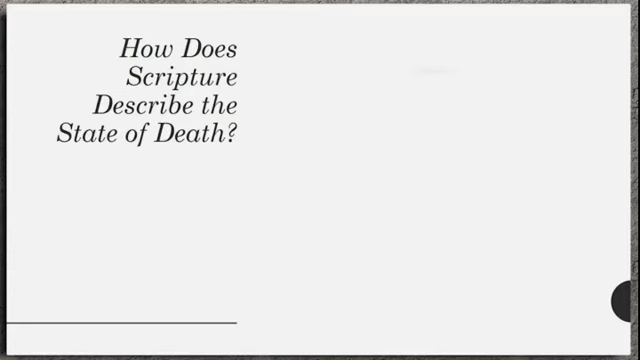 How Does
Scripture
Describe the
State of Death?